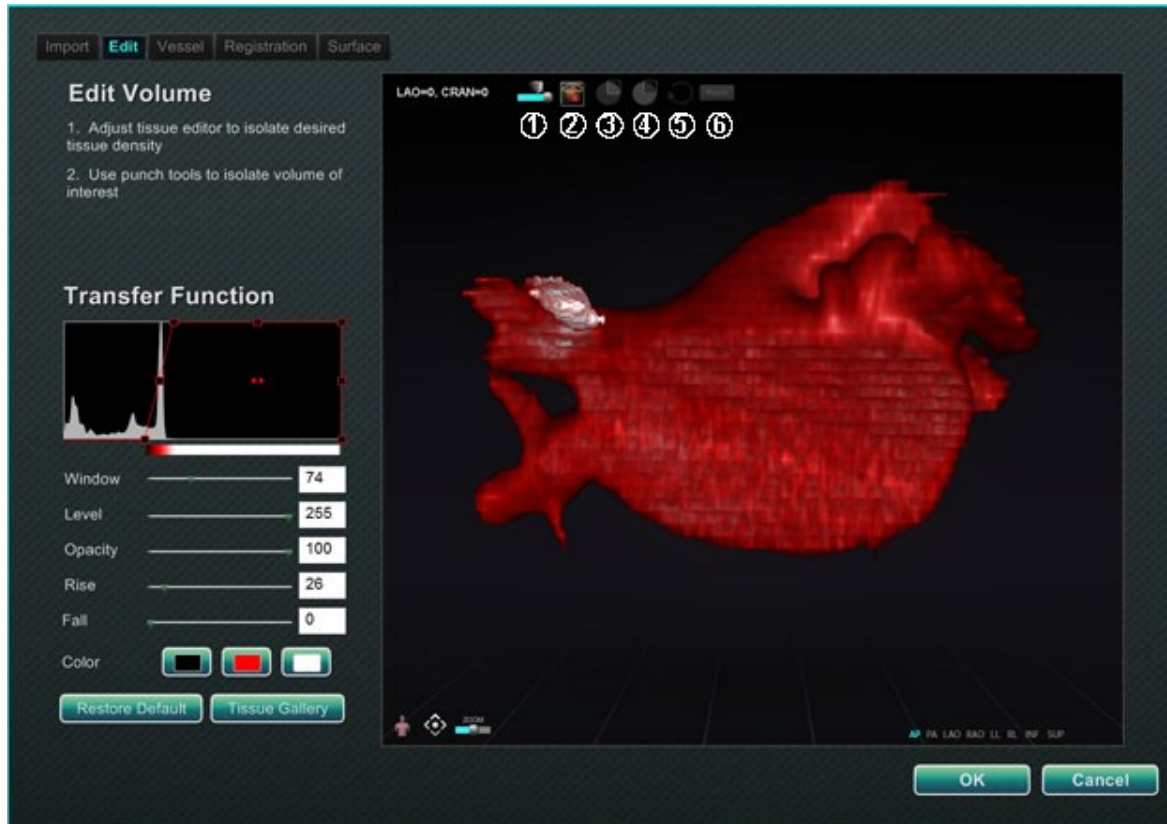 Import Edit Vessel Registration Surface
Edit Volume
1. Adjust tissue editor to isolate desired
tissue density
2. Use punch tools to isolate volume of
interest
Transfer Function
Window 74
Level 255
Opacity 100
Rise 26
Fall 0
Color
Restore Default Tissue Gallery
LAO=0, CRAN=0
① ② ③ ④ ⑤ ⑥
ZOOM
AP PA LAO RAO LL RL INF SUP
OK Cancel